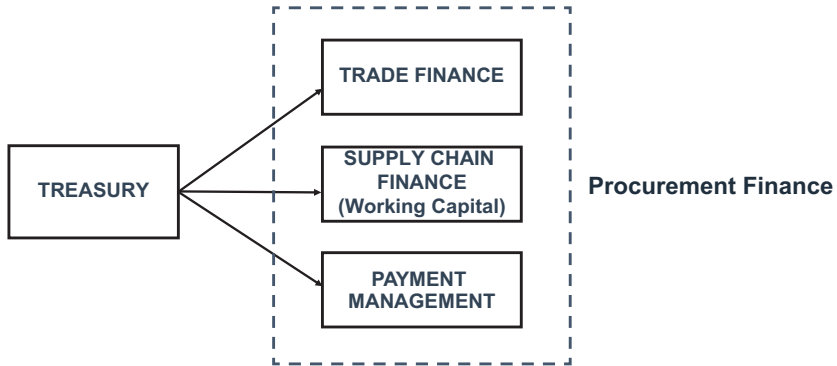 TRADE FINANCE
TREASURY
SUPPLY CHAIN
FINANCE
(Working Capital)
Procurement Finance
PAYMENT
MANAGEMENT